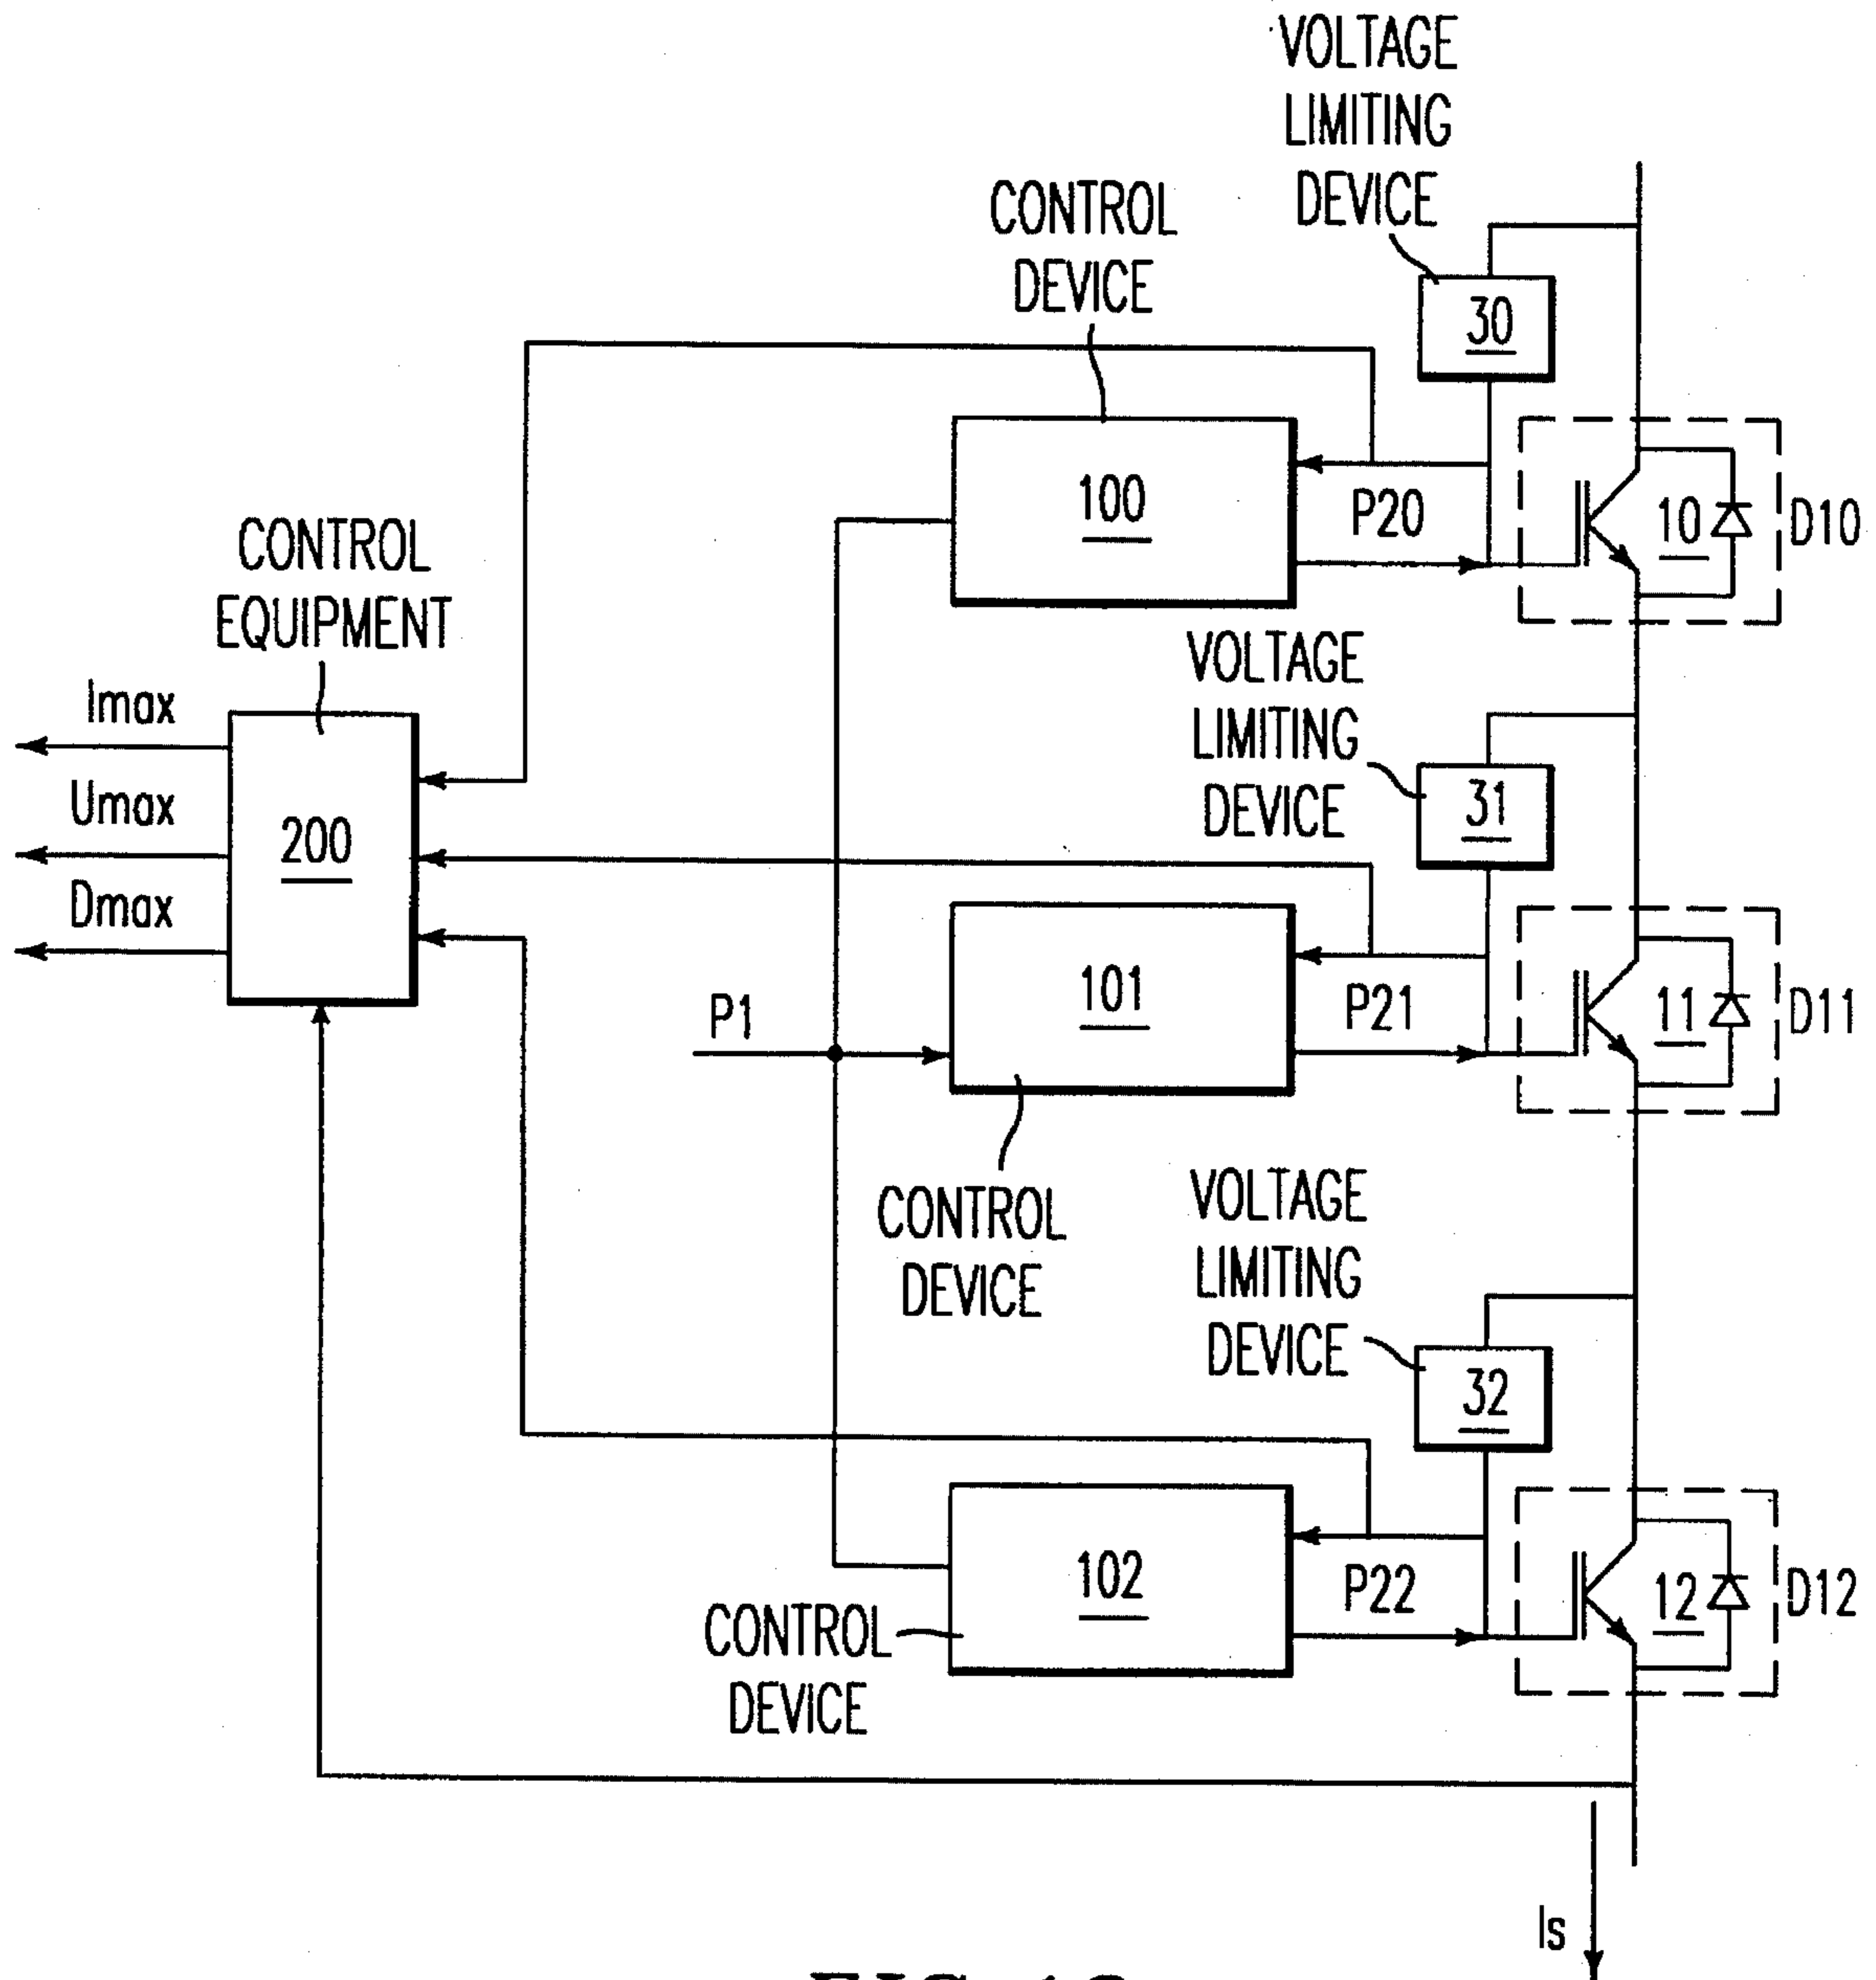 VOLTAGE
LIMITING
DEVICE
CONTROL
DEVICE
30
100
P20
10
D10
CONTROL
EQUIPMENT
VOLTAGE
LIMITING
DEVICE
Imax
Umax
Dmax
200
31
101
P1
P21
11
D11
CONTROL
DEVICE
VOLTAGE
LIMITING
DEVICE
32
102
P22
12
D12
CONTROL
DEVICE
Is